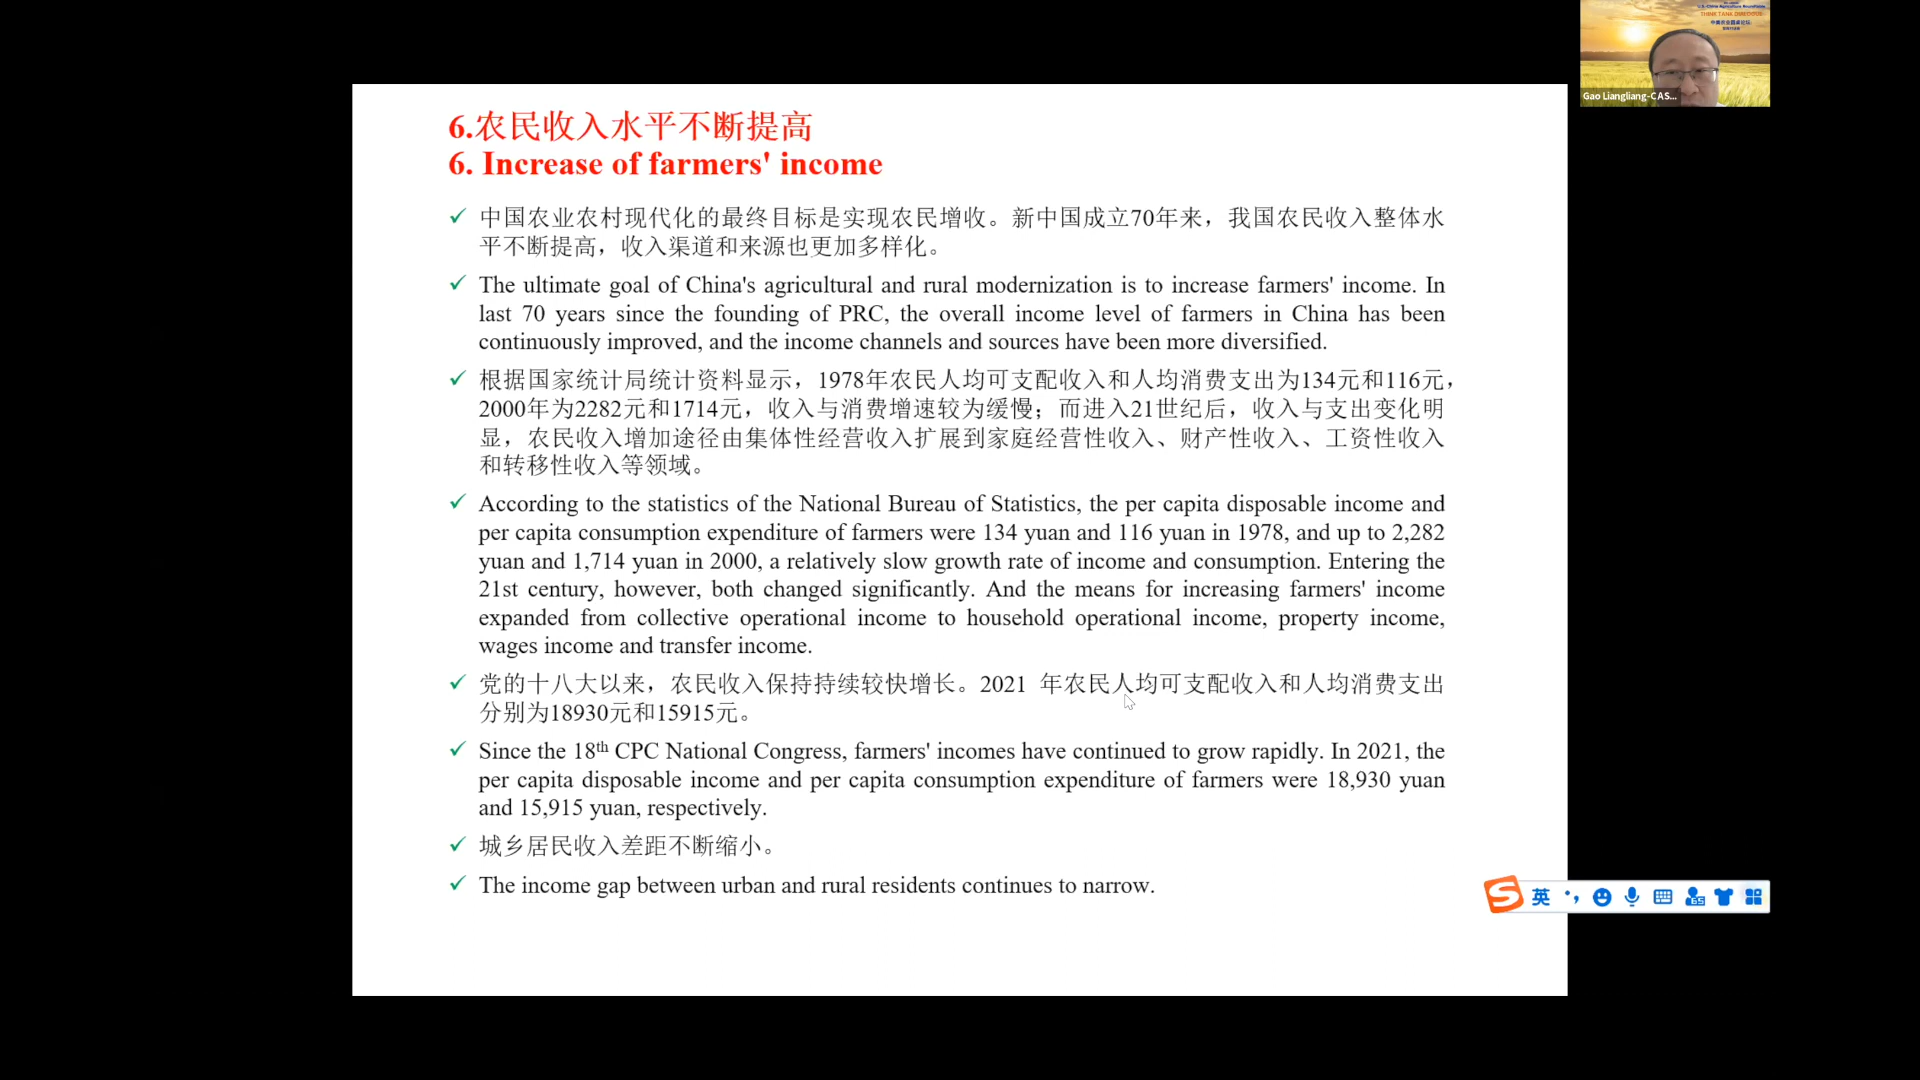 U.S.-China Agriculture Roundtable
THINK TANK DIALOGUE
中美农业圆桌论坛
Gao Liangliang-CAS...
6.农民收入水平不断提高
6. Increase of farmers' income
✓ 中国农业农村现代化的最终目标是实现农民增收。新中国成立70年来，我国农民收入整体水
平不断提高，收入渠道和来源也更加多样化。
✓ The ultimate goal of China's agricultural and rural modernization is to increase farmers' income. In
last 70 years since the founding of PRC, the overall income level of farmers in China has been
continuously improved, and the income channels and sources have been more diversified.
✓ 根据国家统计局统计资料显示，1978年农民人均可支配收入和人均消费支出为134元和116元，
2000年为2282元和1714元，收入与消费增速较为缓慢；而进入21世纪后，收入与支出变化明
显，农民收入增加途径由集体性经营收入扩展到家庭经营性收入、财产性收入、工资性收入
和转移性收入等领域。
✓ According to the statistics of the National Bureau of Statistics, the per capita disposable income and
per capita consumption expenditure of farmers were 134 yuan and 116 yuan in 1978, and up to 2,282
yuan and 1,714 yuan in 2000, a relatively slow growth rate of income and consumption. Entering the
21st century, however, both changed significantly. And the means for increasing farmers' income
expanded from collective operational income to household operational income, property income,
wages income and transfer income.
✓ 党的十八大以来，农民收入保持持续较快增长。2021 年农民人均可支配收入和人均消费支出
分别为18930元和15915元。
✓ Since the 18th CPC National Congress, farmers' incomes have continued to grow rapidly. In 2021, the
per capita disposable income and per capita consumption expenditure of farmers were 18,930 yuan
and 15,915 yuan, respectively.
✓ 城乡居民收入差距不断缩小。
✓ The income gap between urban and rural residents continues to narrow.
S 英